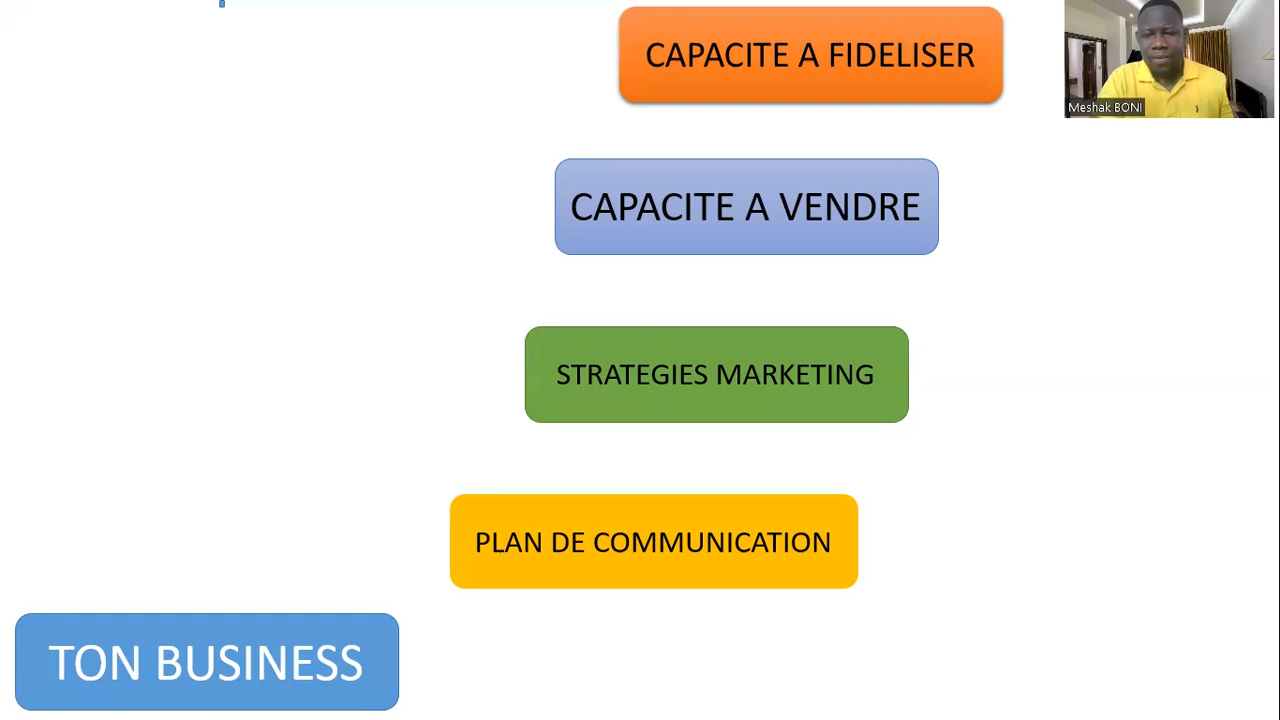 CAPACITE A FIDELISER
Meshak BONI
CAPACITE A VENDRE
STRATEGIES MARKETING
PLAN DE COMMUNICATION
TON BUSINESS